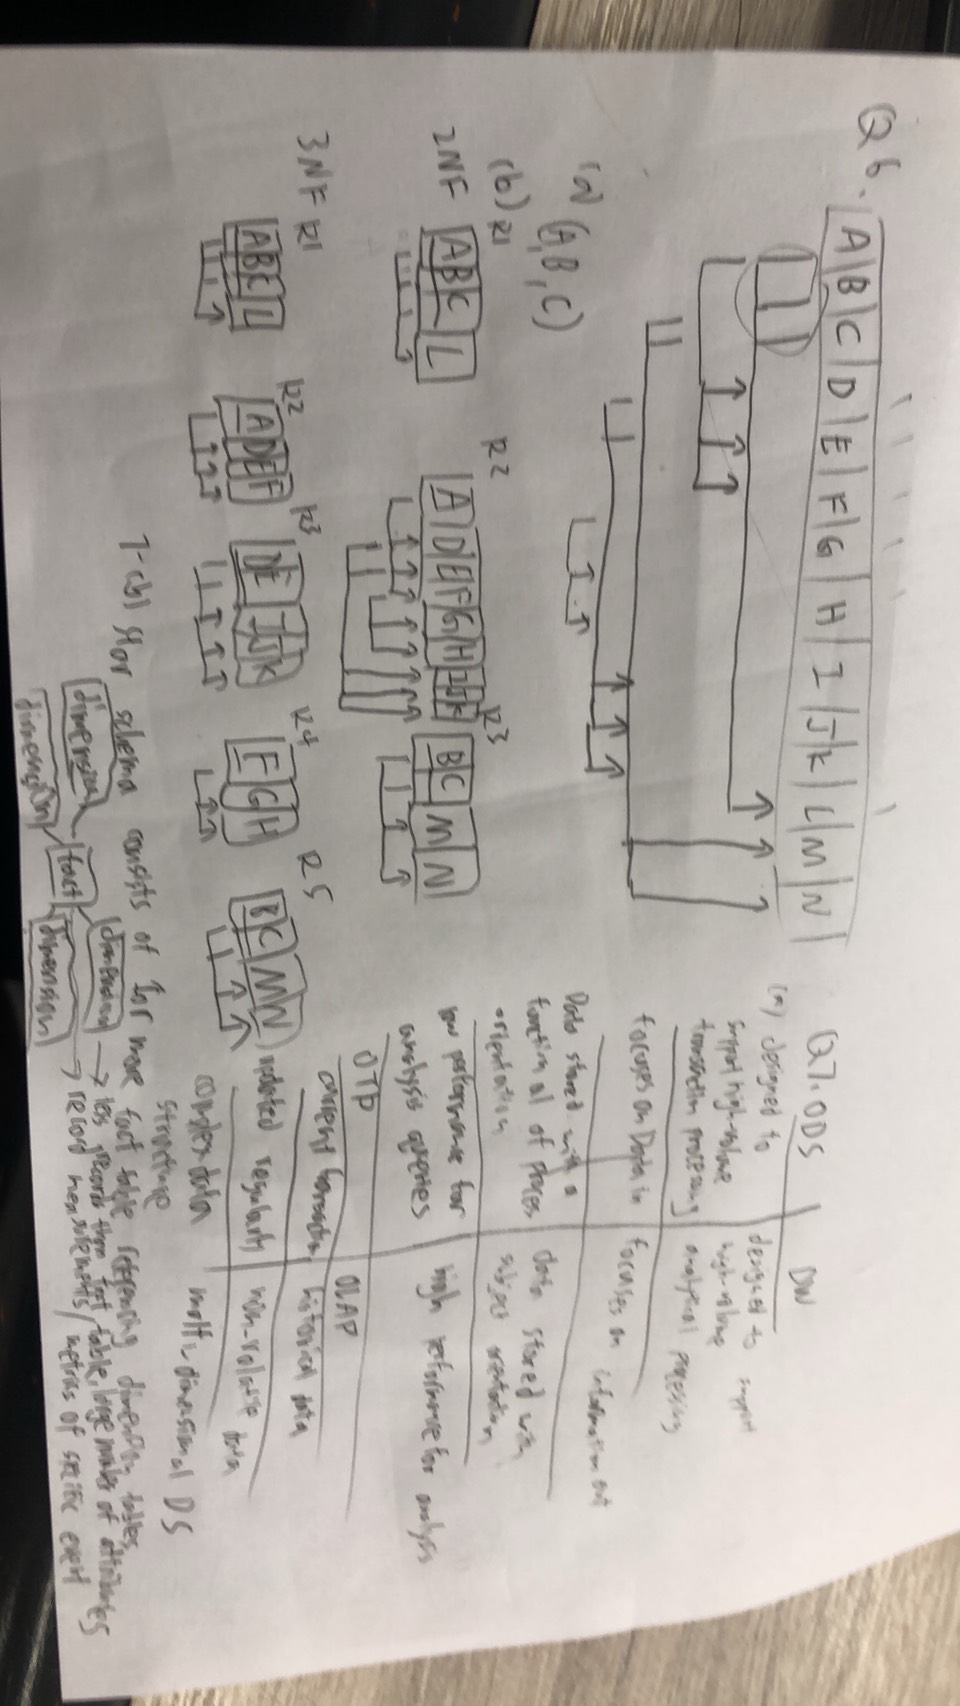 Q6.
A B C D E F G H I J K L M N
(a) (A, B, C)
(b)
2NF
R1
A B C L
R2
A D E F G H I J K
R3
B C M N
3NF
R1
A B C L
R2
A D E F
R3
D E I J K
R4
F G H
R5
B C M N
Q7. ODS
DW
(a) designed to
support high-volume
transaction processing
designed to support
high-volume
analytical processing
focuses on Data in
focuses on
information out
Data stored with a
functional of process
orientation
data stored with
subject orientation
low performance for
analysis queries
high performance for analysis
OTP
OLAP
current transaction
historical data
updated regularly
non-volatile
data
complex data
structure
multi-dimensional DS
7-(b) star schema consists of 1 or more fact table referencing dimension tables
dimension
dimension
fact
dimension
dimension
→ less records than fact table, large number of attributes
→ record measurements / metrics of specific event